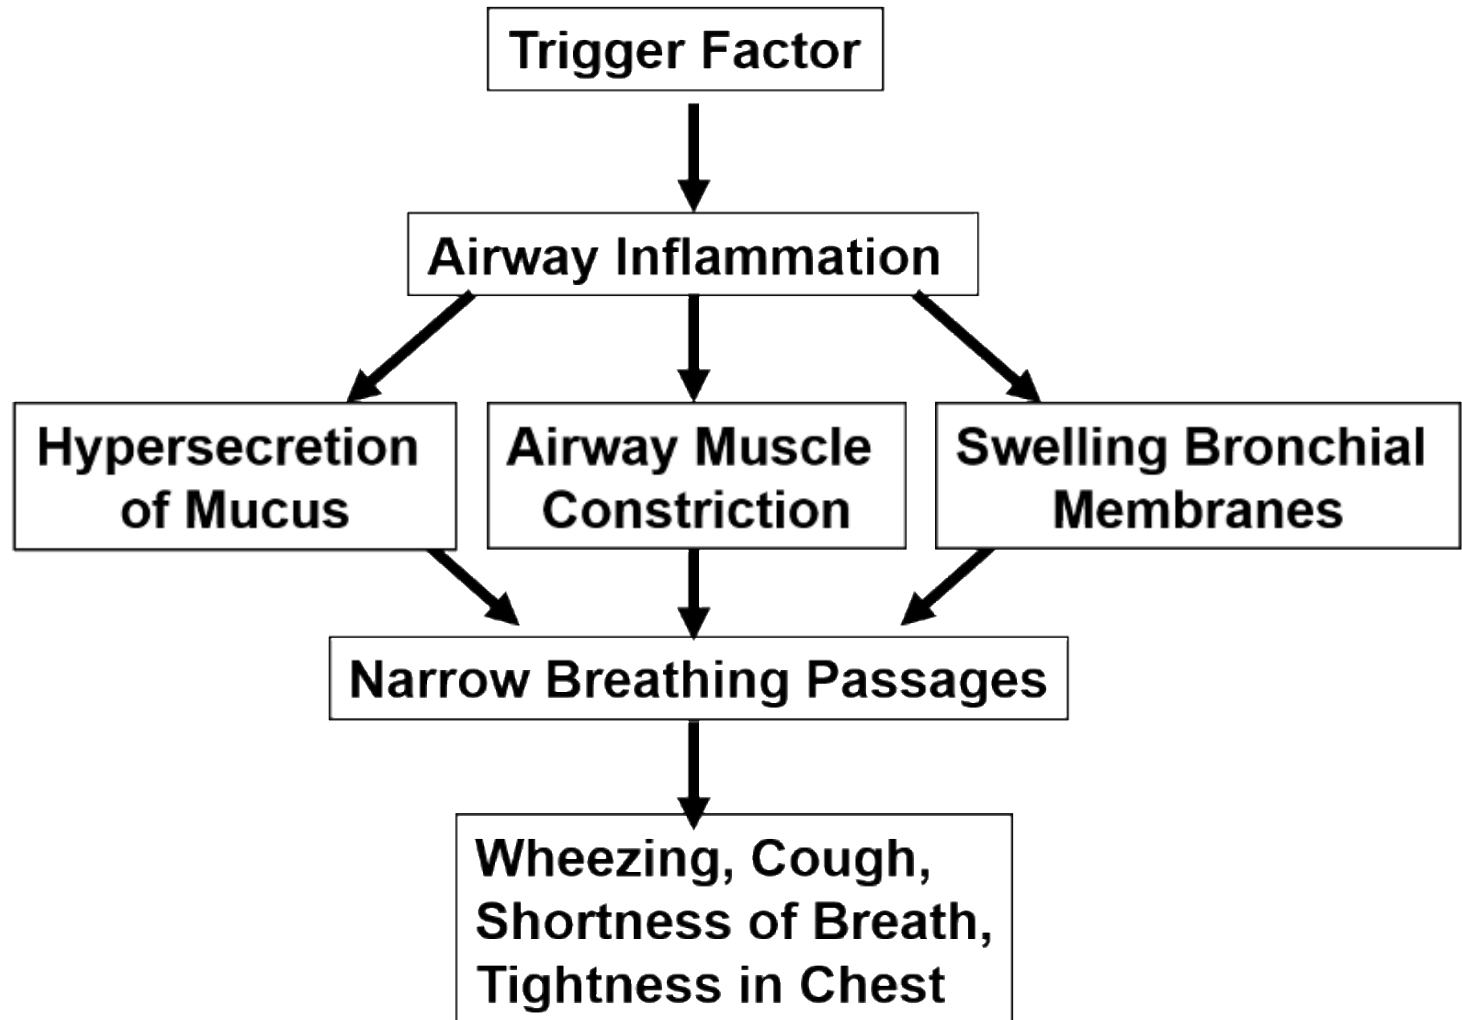 Trigger Factor
Airway Inflammation
Hypersecretion
of Mucus
Airway Muscle
Constriction
Swelling Bronchial
Membranes
Narrow Breathing Passages
Wheezing, Cough,
Shortness of Breath,
Tightness in Chest